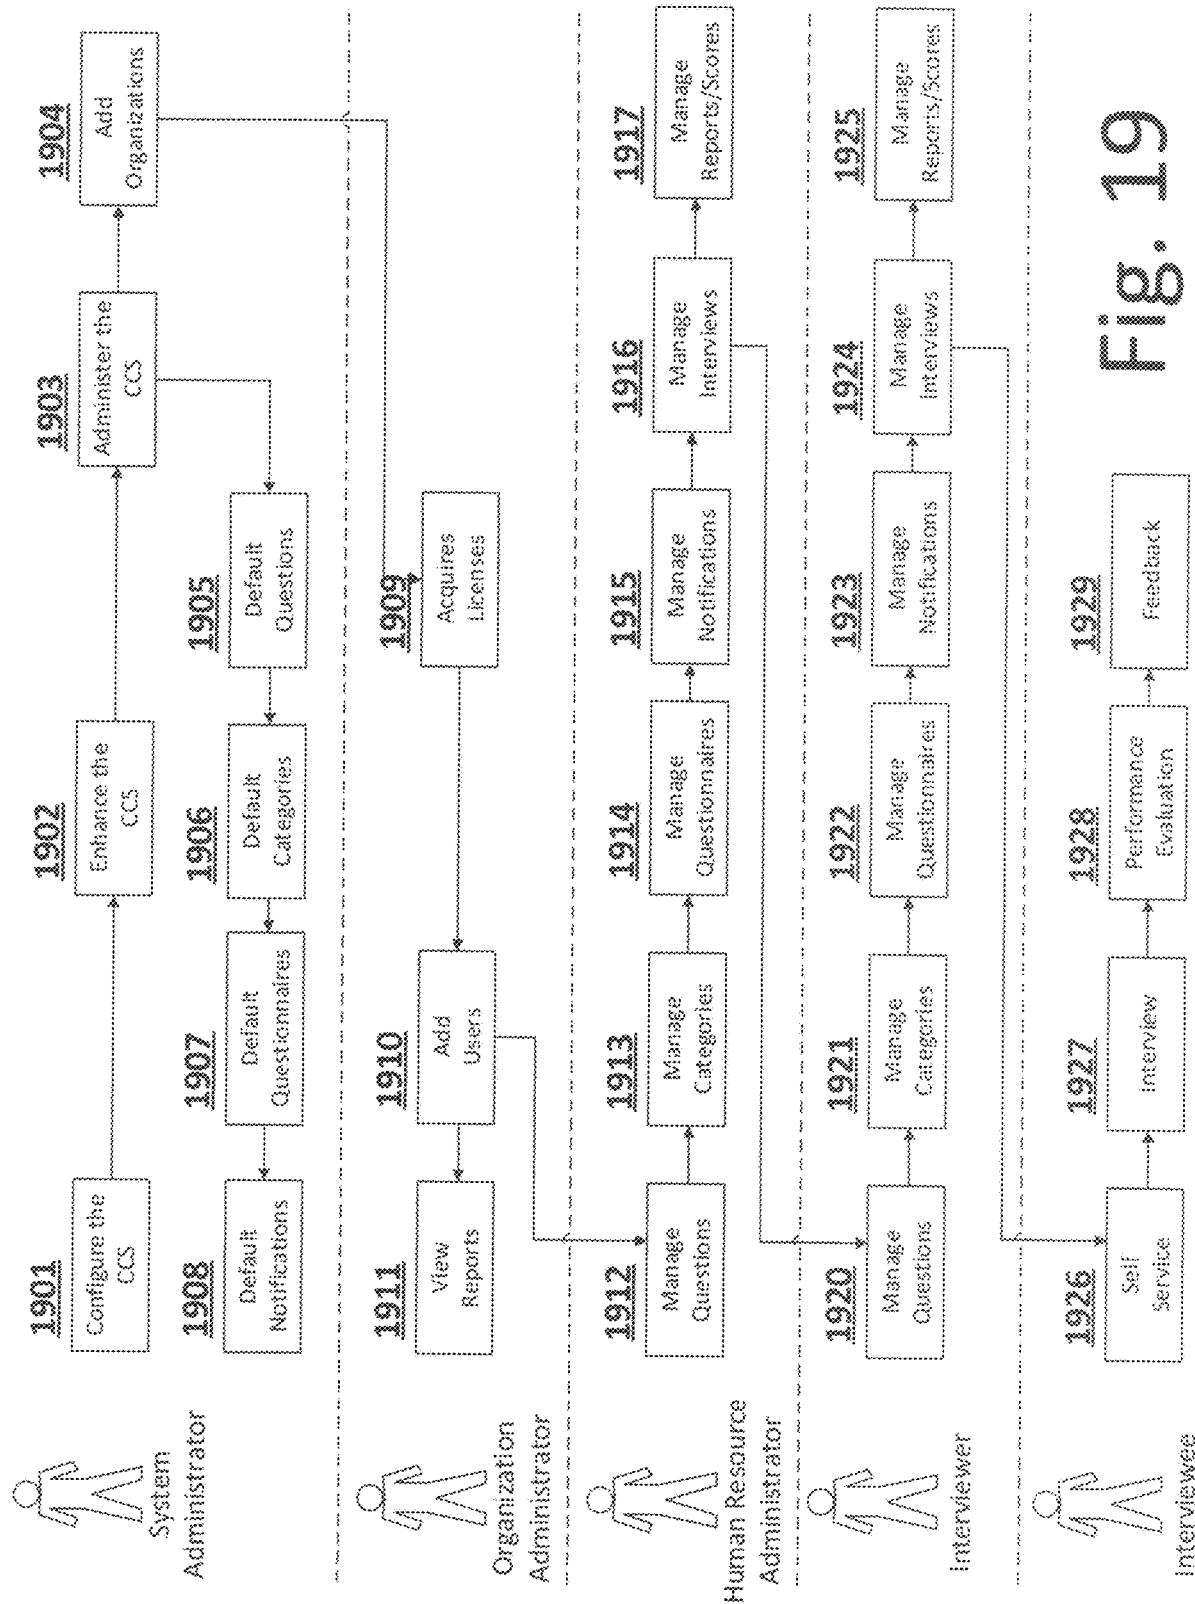 System
Administrator
1901
Configure the
CCS
1902
Enhance the
CCS
1903
Administer the
CCS
1904
Add
Organizations
1908
Default
Notifications
1907
Default
Questionnaires
1906
Default
Categories
1905
Default
Questions
Organization
Administrator
1911
View
Reports
1910
Add
Users
1909
Acquires
Licenses
Human Resource
Administrator
1912
Manage
Questions
1913
Manage
Categories
1914
Manage
Questionnaires
1915
Manage
Notifications
1916
Manage
Interviews
1917
Manage
Reports/Scores
Interviewer
1920
Manage
Questions
1921
Manage
Categories
1922
Manage
Questionnaires
1923
Manage
Notifications
1924
Manage
Interviews
1925
Manage
Reports/Scores
Interviewee
1926
Self
Service
1927
Interview
1928
Performance
Evaluation
1929
Feedback
Fig. 19